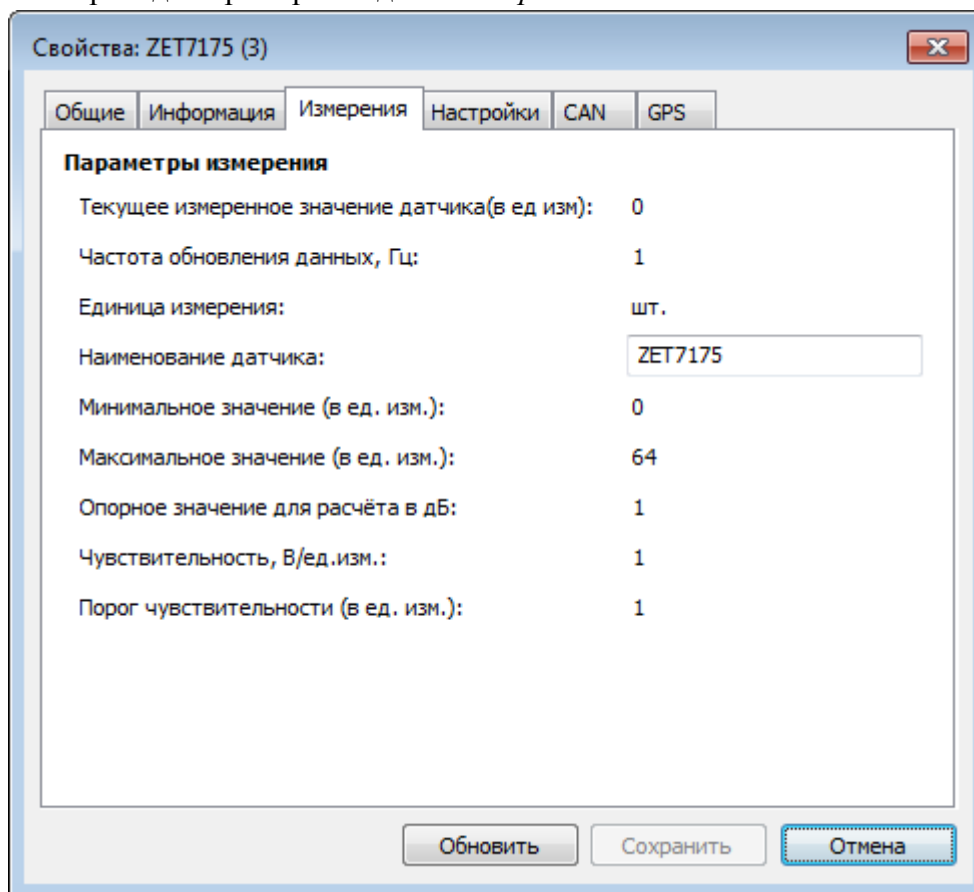 Свойства: ZET7175 (3)
Общие Информация Измерения Настройки CAN GPS
Параметры измерения
Текущее измеренное значение датчика(в ед изм): 0
Частота обновления данных, Гц: 1
Единица измерения: шт.
Наименование датчика: ZET7175
Минимальное значение (в ед. изм.): 0
Максимальное значение (в ед. изм.): 64
Опорное значение для расчёта в дБ: 1
Чувствительность, В/ед.изм.: 1
Порог чувствительности (в ед. изм.): 1
Обновить Сохранить Отмена